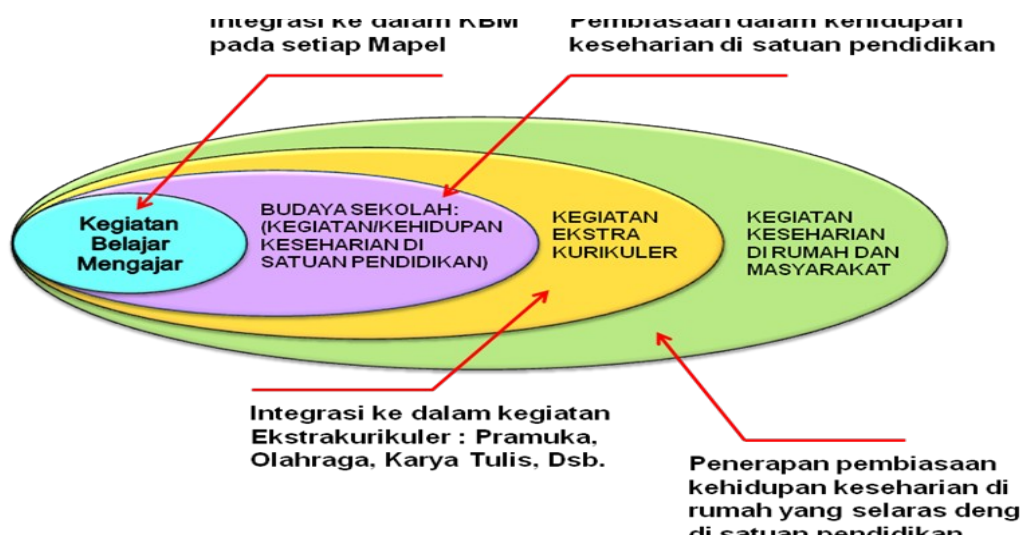 Integrasi ke dalam KBM
pada setiap Mapel
Pembiasaan dalam kehidupan
keseharian di satuan pendidikan
Kegiatan
Belajar
Mengajar
BUDAYA SEKOLAH:
(KEGIATAN/KEHIDUPAN
KESEHARIAN DI
SATUAN PENDIDIKAN)
KEGIATAN
EKSTRA
KURIKULER
KEGIATAN
KESEHARIAN
DI RUMAH DAN
MASYARAKAT
Integrasi ke dalam kegiatan
Ekstrakurikuler : Pramuka,
Olahraga, Karya Tulis, Dsb.
Penerapan pembiasaan
kehidupan keseharian di
rumah yang selaras deng
di satuan pendidikan